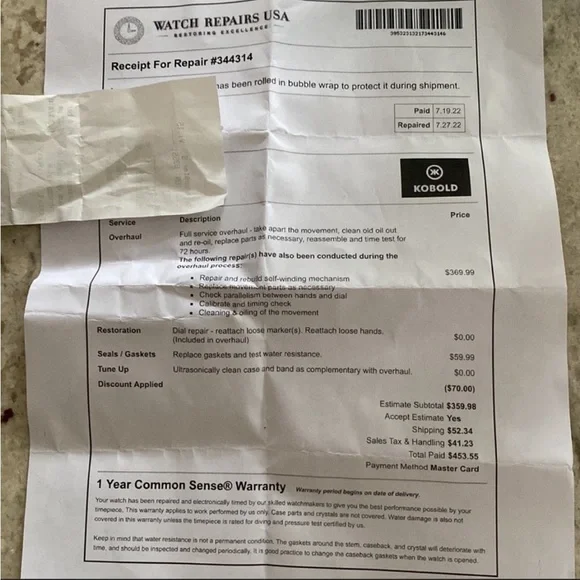 WATCH REPAIRS USA
RESTORING EXCELLENCE
Receipt For Repair #344314
has been rolled in bubble wrap to protect it during shipment.
Paid 7.19.22
Repaired 7.27.22
KOBOLD
Service Description Price
Overhaul Full service overhaul - take apart the movement, clean old oil out
and re-oil, replace parts as necessary, reassemble and time test for
72 hours.
The following repair(s) have also been conducted during the
overhaul process: $369.99
• Repair and rebuild self-winding mechanism
• Replace movement parts as necessary
• Check parallelism between hands and dial
• Calibrate and timing check
• Cleaning & oiling of the movement
Restoration Dial repair - reattach loose marker(s). Reattach loose hands.
(Included in overhaul) $0.00
Seals / Gaskets Replace gaskets and test water resistance. $59.99
Tune Up Ultrasonically clean case and band as complementary with overhaul. $0.00
Discount Applied ($70.00)
Estimate Subtotal $359.98
Accept Estimate Yes
Shipping $52.34
Sales Tax & Handling $41.23
Total Paid $453.55
Payment Method Master Card
1 Year Common Sense® Warranty Warranty period begins on date of delivery.
Your watch has been repaired and electronically timed by our skilled watchmakers to give you the best performance possible by your
timepiece. This warranty applies to work performed by us only. Case parts and crystals are not covered. Water damage is also not
covered in this warranty unless the timepiece is rated for diving and pressure test certified by us.
Keep in mind that water resistance is not a permanent condition. The gaskets around the stem, caseback, and crystal will deteriorate with
time, and should be inspected and changed periodically. It is good practice to change the caseback gaskets when the watch is opened.